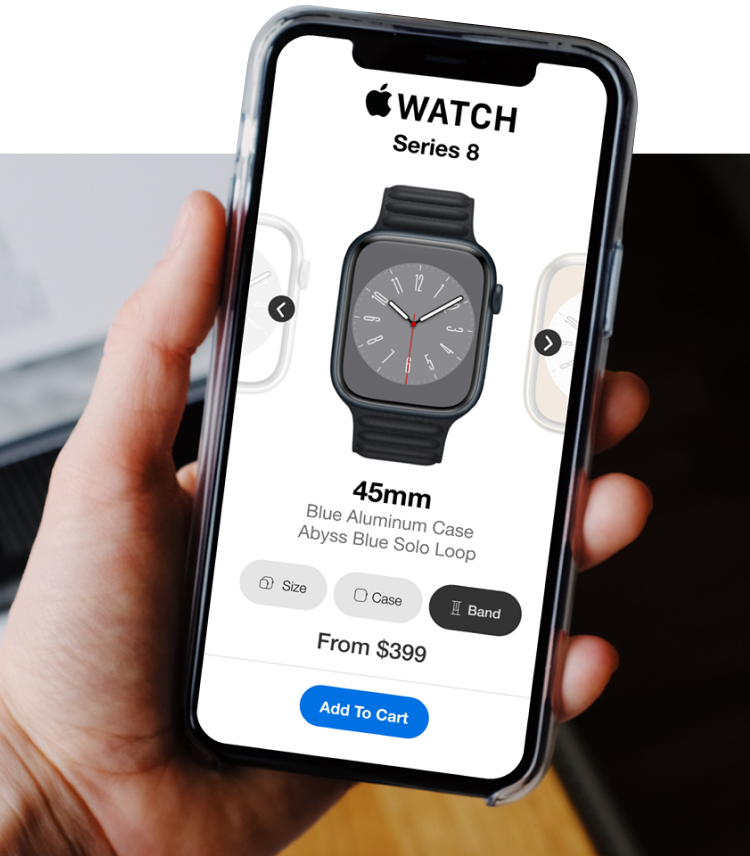 WATCH
Series 8
11 12 1
10
9 3
8 4
7 6 5
45mm
Blue Aluminum Case
Abyss Blue Solo Loop
Size Case Band
From $399
Add To Cart